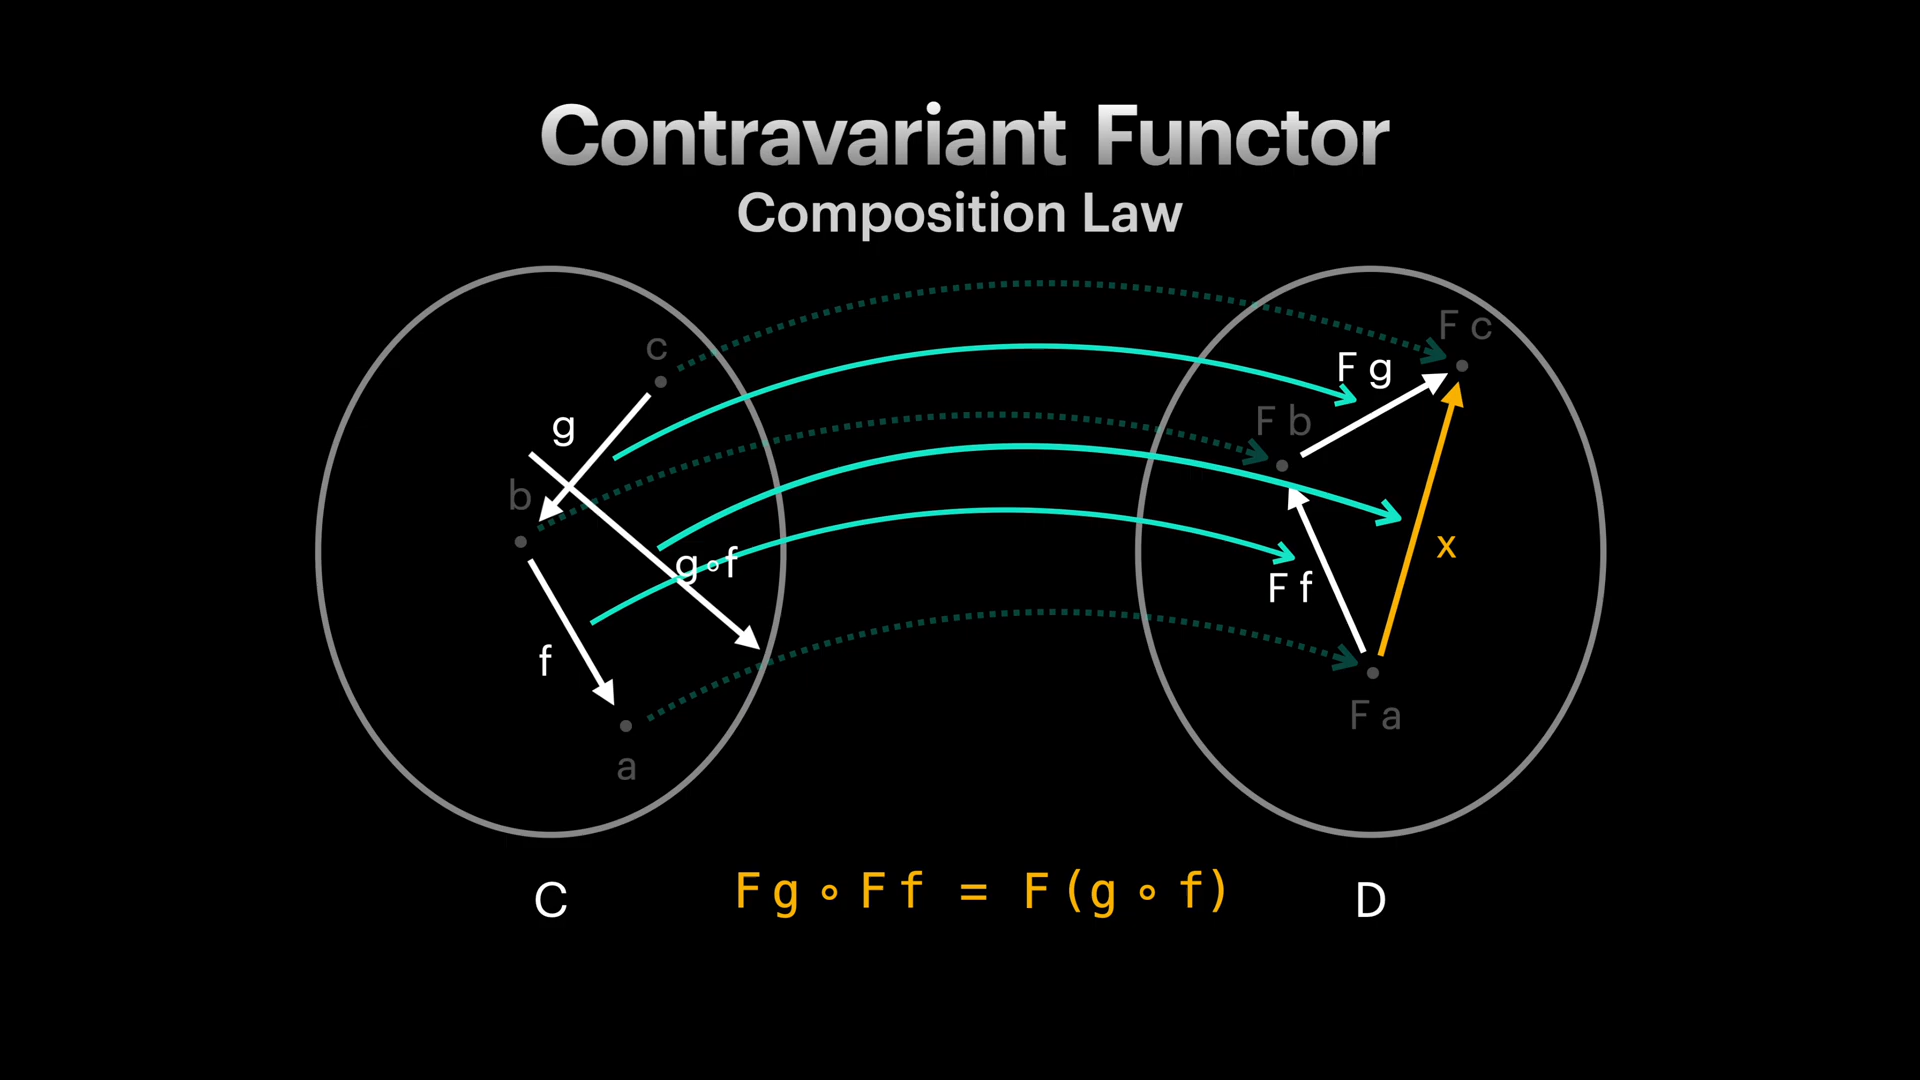 Contravariant Functor
Composition Law
c
F c
F g
g
F b
b
g∘f
x
F f
f
F a
a
C
F g ∘ F f = F (g ∘ f)
D